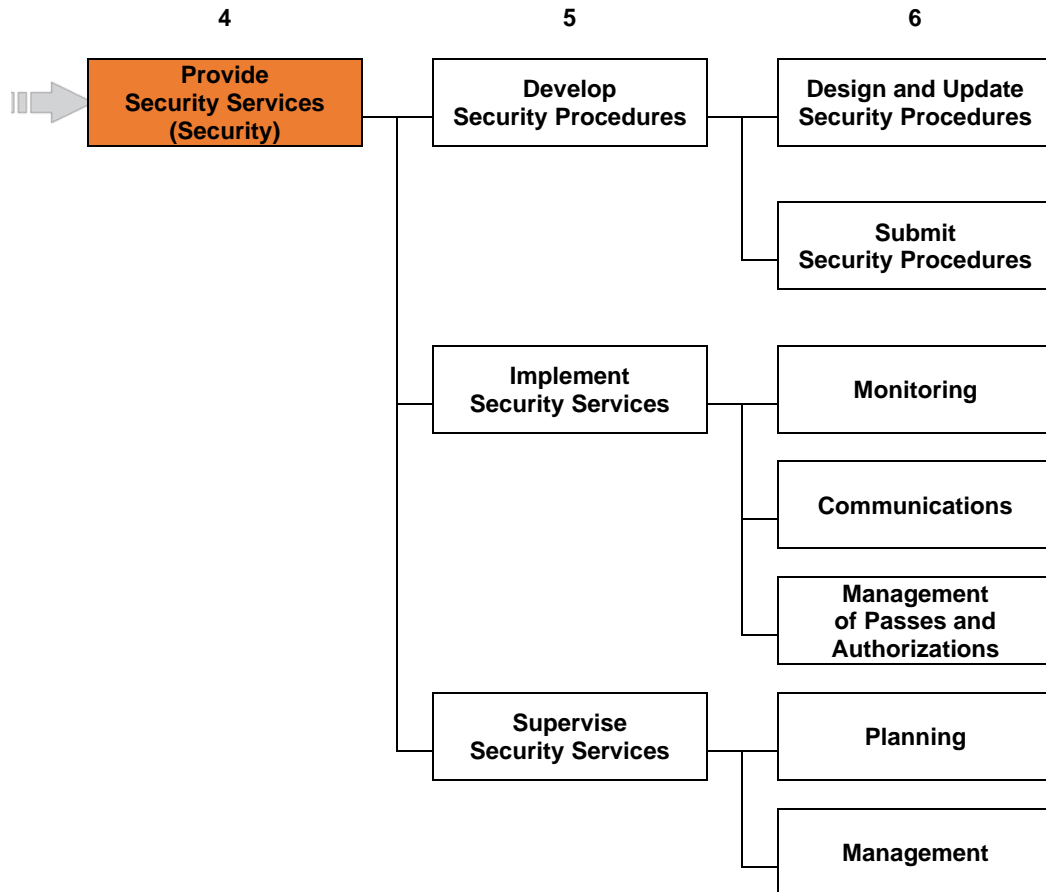 4
5
6
Provide
Security Services
(Security)
Develop
Security Procedures
Design and Update
Security Procedures
Submit
Security Procedures
Implement
Security Services
Monitoring
Communications
Management
of Passes and
Authorizations
Supervise
Security Services
Planning
Management